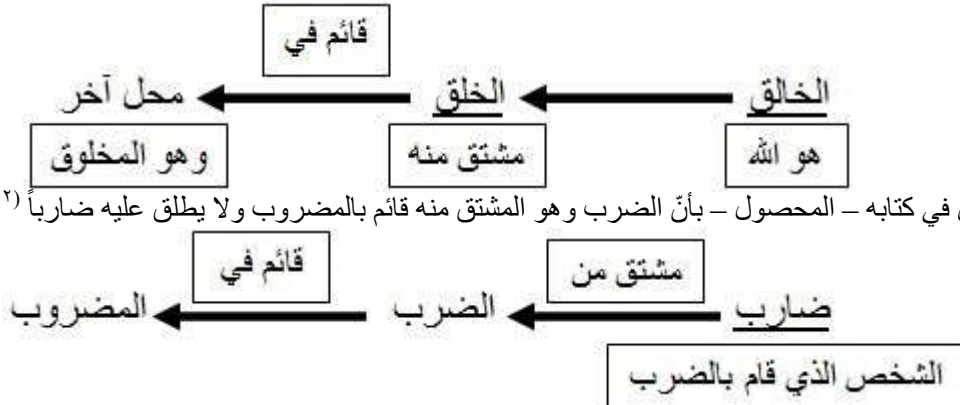 قائم في
الخالق الخلق محل آخر
هو الله مشتق منه وهو المخلوق
في كتابه – المحصول – بأنّ الضرب وهو المشتق منه قائم بالمضروب ولا يطلق عليه ضارباً (٢
مشتق من قائم في
ضارب الضرب المضروب
الشخص الذي قام بالضرب